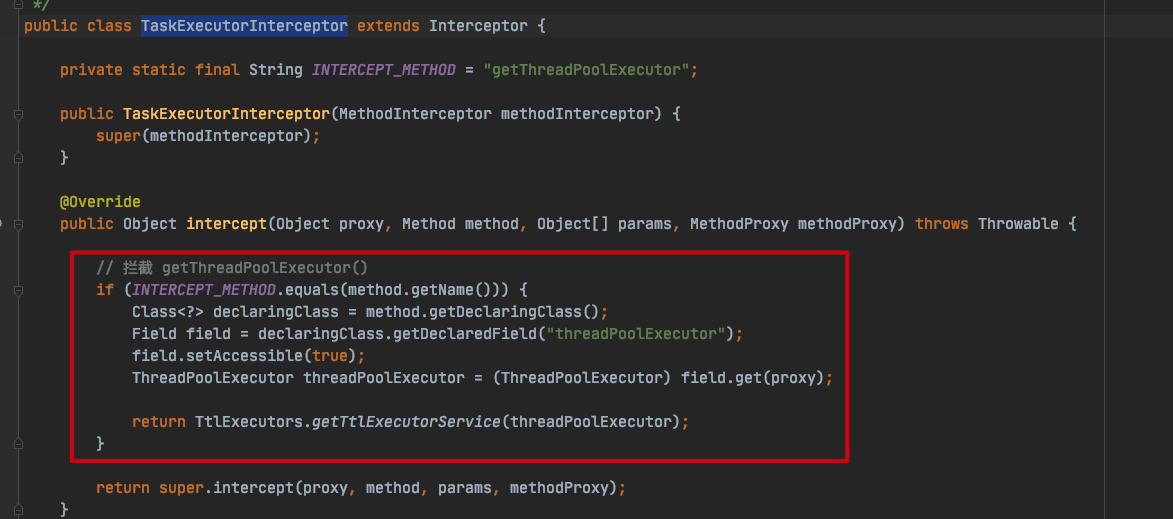 */
public class TaskExecutorInterceptor extends Interceptor {
private static final String INTERCEPT_METHOD = "getThreadPoolExecutor";
public TaskExecutorInterceptor(MethodInterceptor methodInterceptor) {
super(methodInterceptor);
}
@Override
public Object intercept(Object proxy, Method method, Object[] params, MethodProxy methodProxy) throws Throwable {
// 拦截 getThreadPoolExecutor()
if (INTERCEPT_METHOD.equals(method.getName())) {
Class<?> declaringClass = method.getDeclaringClass();
Field field = declaringClass.getDeclaredField("threadPoolExecutor");
field.setAccessible(true);
ThreadPoolExecutor threadPoolExecutor = (ThreadPoolExecutor) field.get(proxy);
return TtlExecutors.getTtlExecutorService(threadPoolExecutor);
}
return super.intercept(proxy, method, params, methodProxy);
}